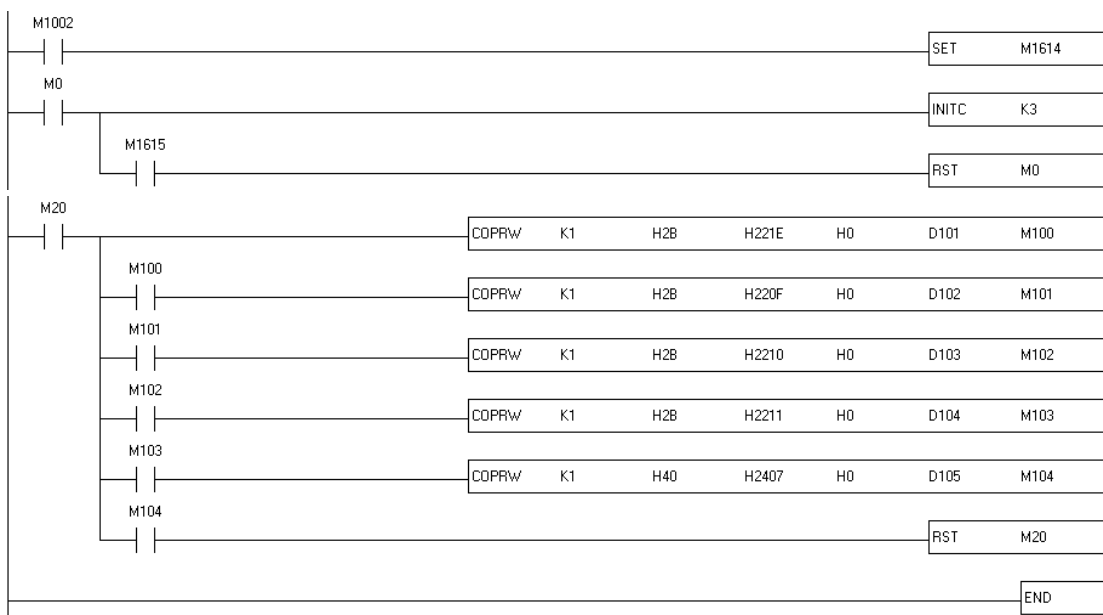 M1002
SET M1614
M0
INITC K3
M1615
RST M0
M20
COPRW K1 H2B H221E H0 D101 M100
M100
COPRW K1 H2B H220F H0 D102 M101
M101
COPRW K1 H2B H2210 H0 D103 M102
M102
COPRW K1 H2B H2211 H0 D104 M103
M103
COPRW K1 H40 H2407 H0 D105 M104
M104
RST M20
END